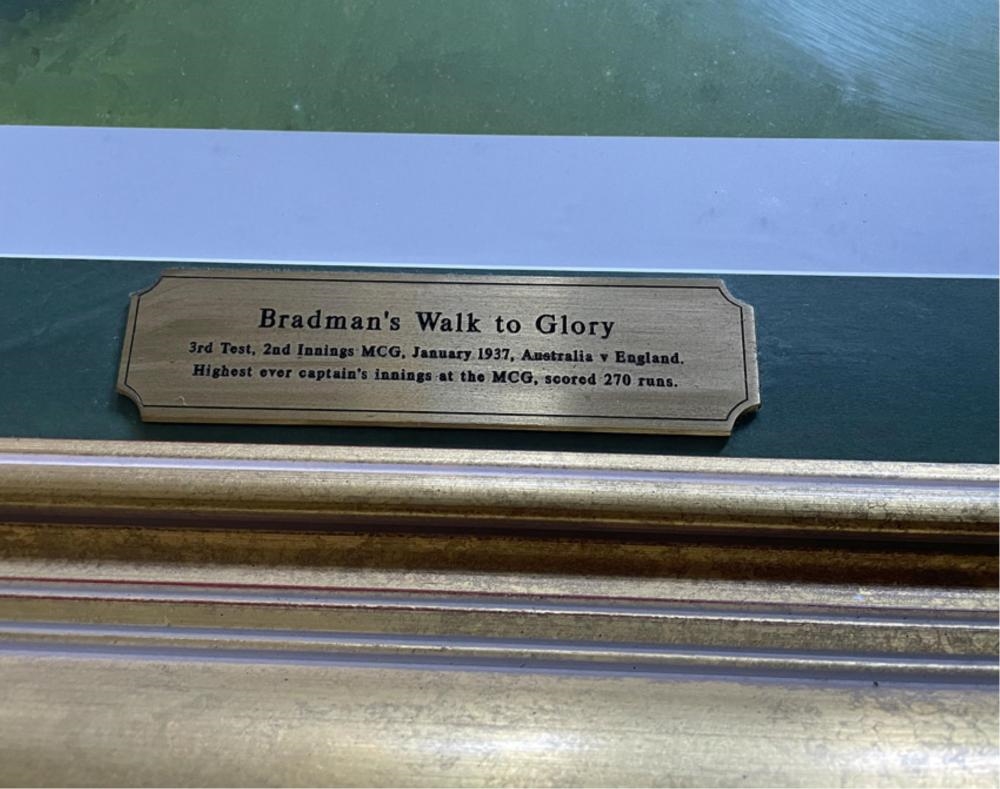 Bradman's Walk to Glory
3rd Test, 2nd Innings MCG, January 1937, Australia v England.
Highest ever captain's innings at the MCG, scored 270 runs.